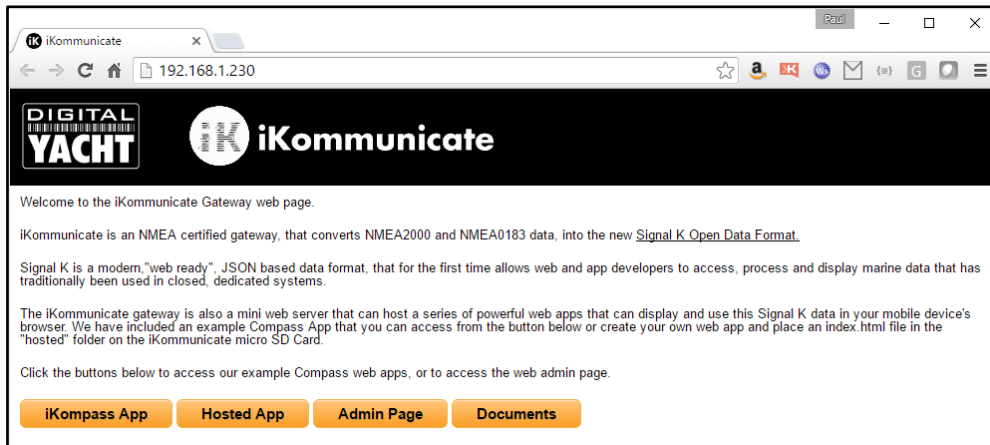 Paul
iK iKommunicate
192.168.1.230
a K Ws M {=} G
DIGITAL
YACHT
iK iKommunicate
Welcome to the iKommunicate Gateway web page.
iKommunicate is an NMEA certified gateway, that converts NMEA2000 and NMEA0183 data, into the new Signal K Open Data Format.
Signal K is a modern,"web ready", JSON based data format, that for the first time allows web and app developers to access, process and display marine data that has
traditionally been used in closed, dedicated systems.
The iKommunicate gateway is also a mini web server that can host a series of powerful web apps that can display and use this Signal K data in your mobile device's
browser. We have included an example Compass App that you can access from the button below or create your own web app and place an index.html file in the
"hosted" folder on the iKommunicate micro SD Card.
Click the buttons below to access our example Compass web apps, or to access the web admin page.
iKompass App Hosted App Admin Page Documents